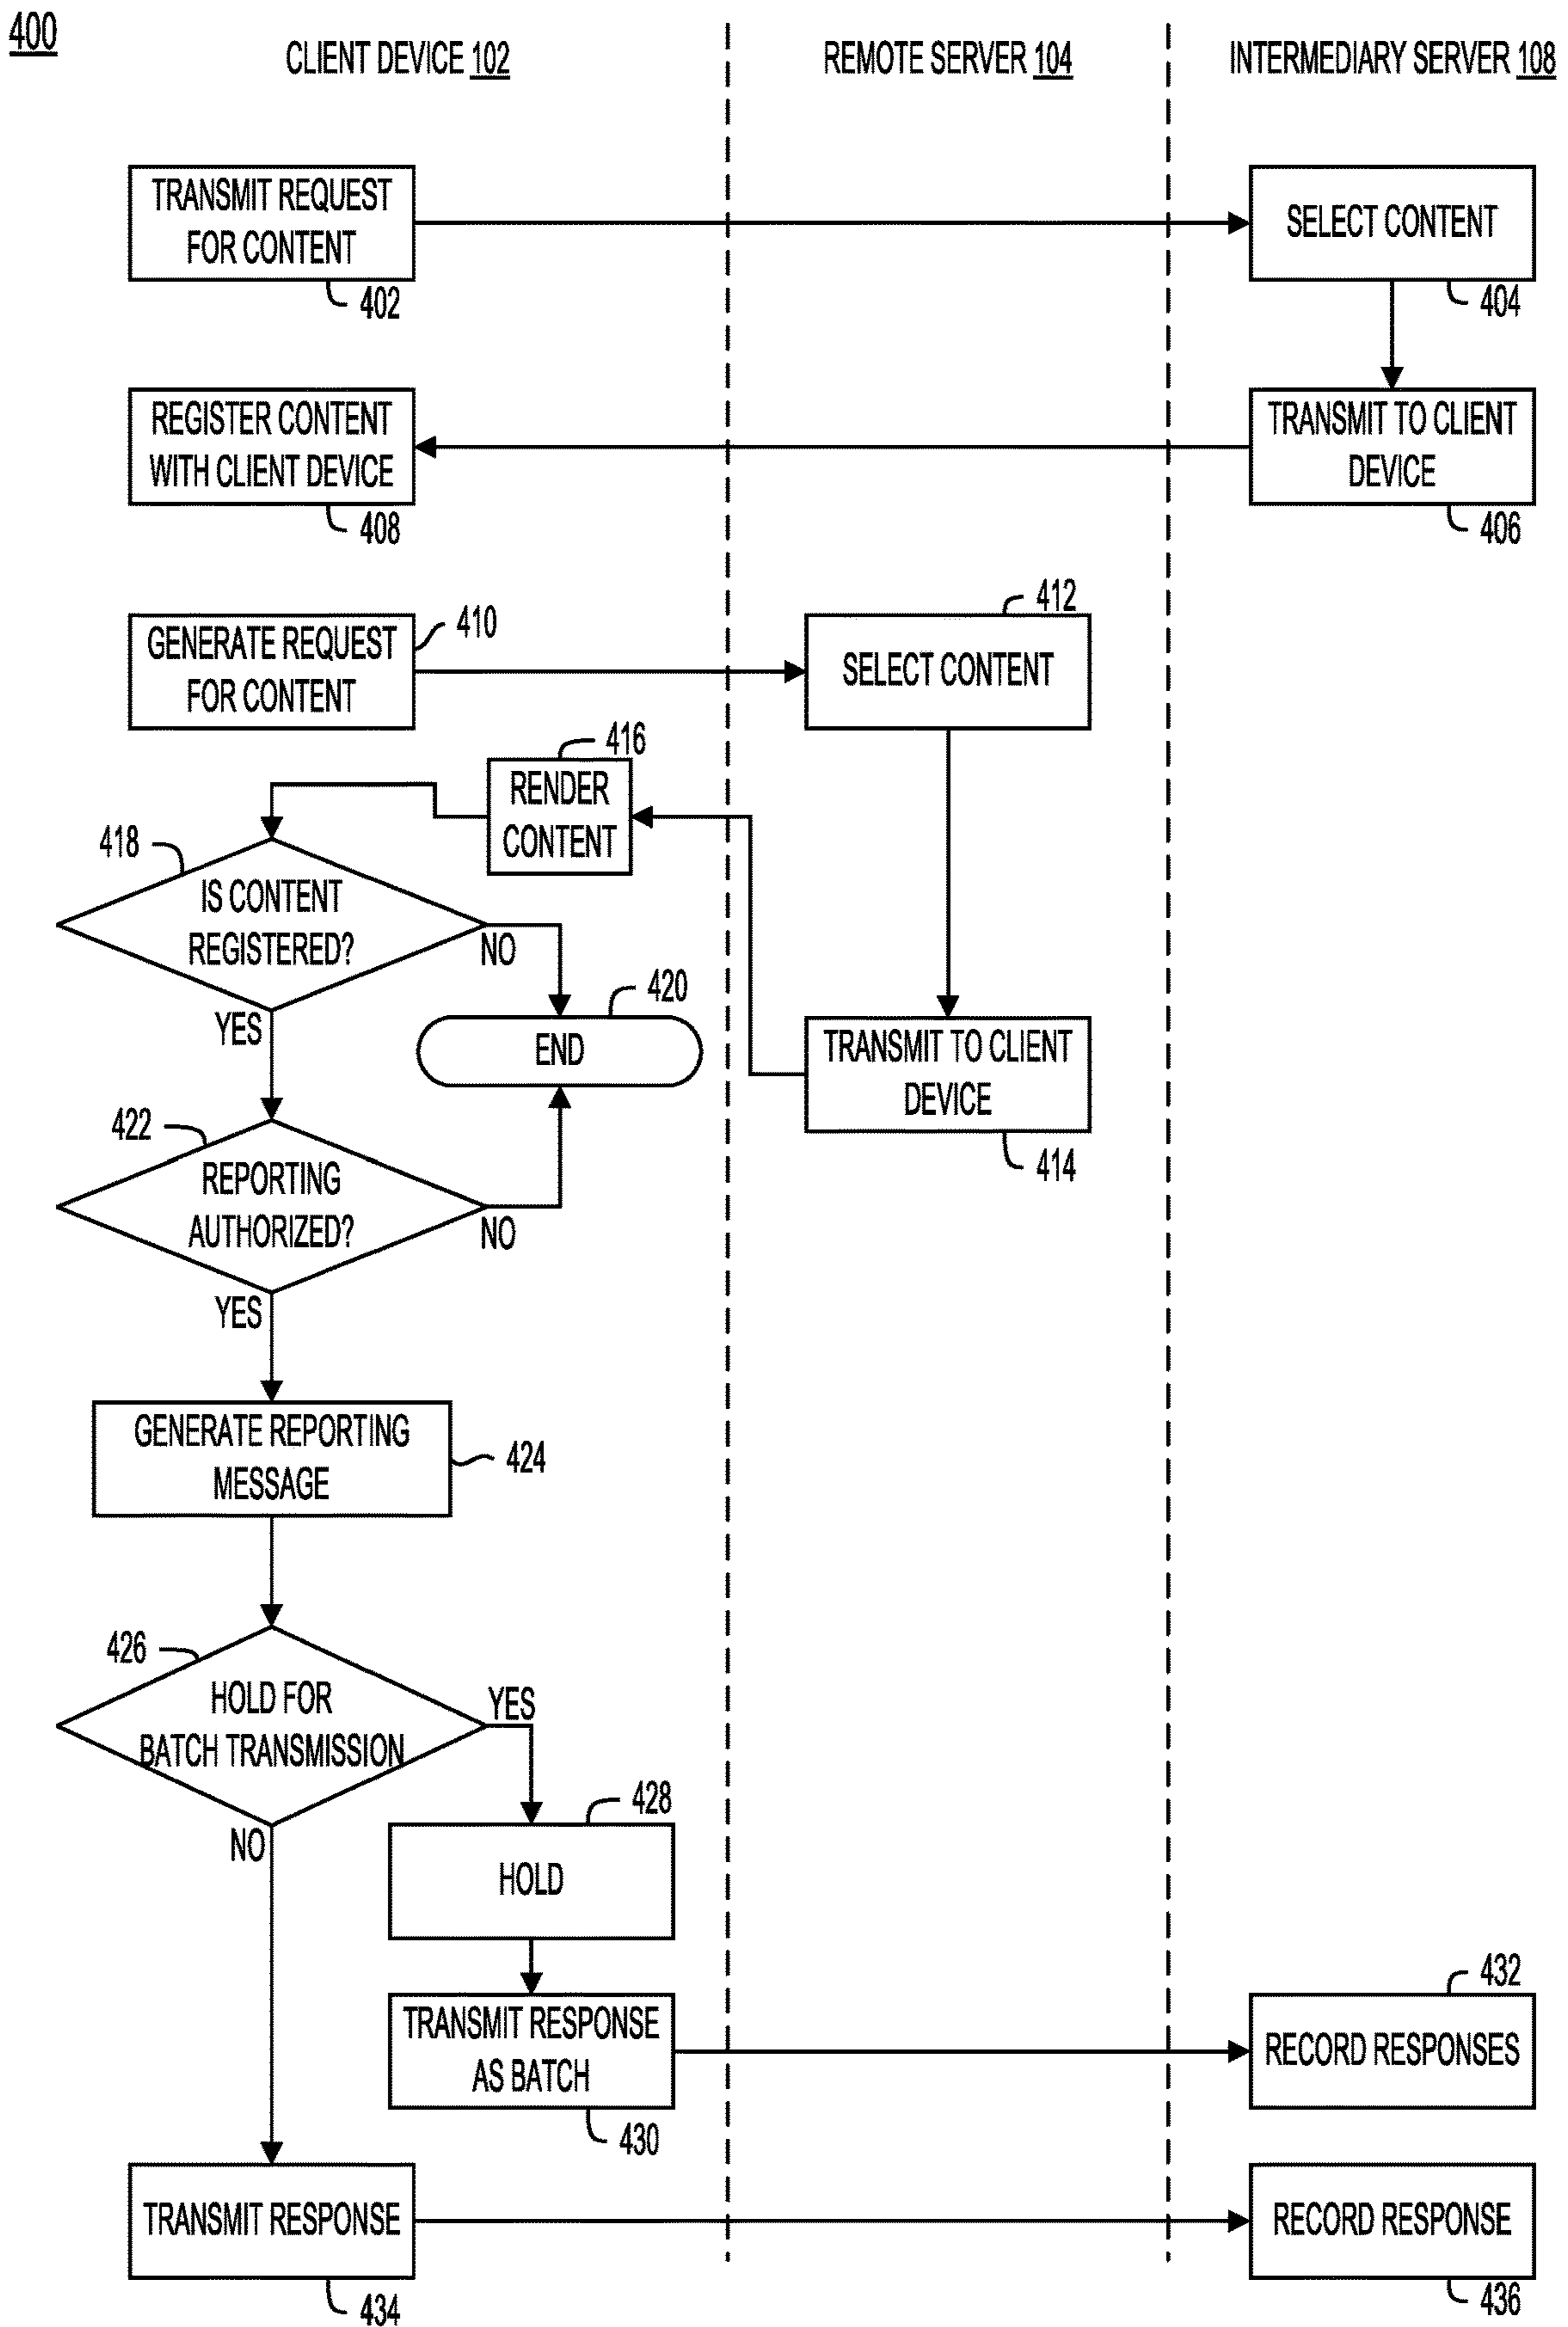 400
CLIENT DEVICE 102
REMOTE SERVER 104
INTERMEDIARY SERVER 108
TRANSMIT REQUEST
FOR CONTENT
402
SELECT CONTENT
404
REGISTER CONTENT
WITH CLIENT DEVICE
408
TRANSMIT TO CLIENT
DEVICE
406
GENERATE REQUEST
FOR CONTENT
410
412
SELECT CONTENT
416
RENDER
CONTENT
418
IS CONTENT
REGISTERED?
NO
YES
420
END
TRANSMIT TO CLIENT
DEVICE
414
422
REPORTING
AUTHORIZED?
NO
YES
GENERATE REPORTING
MESSAGE
424
426
HOLD FOR
BATCH TRANSMISSION
YES
NO
428
HOLD
TRANSMIT RESPONSE
AS BATCH
430
432
RECORD RESPONSES
TRANSMIT RESPONSE
434
RECORD RESPONSE
436